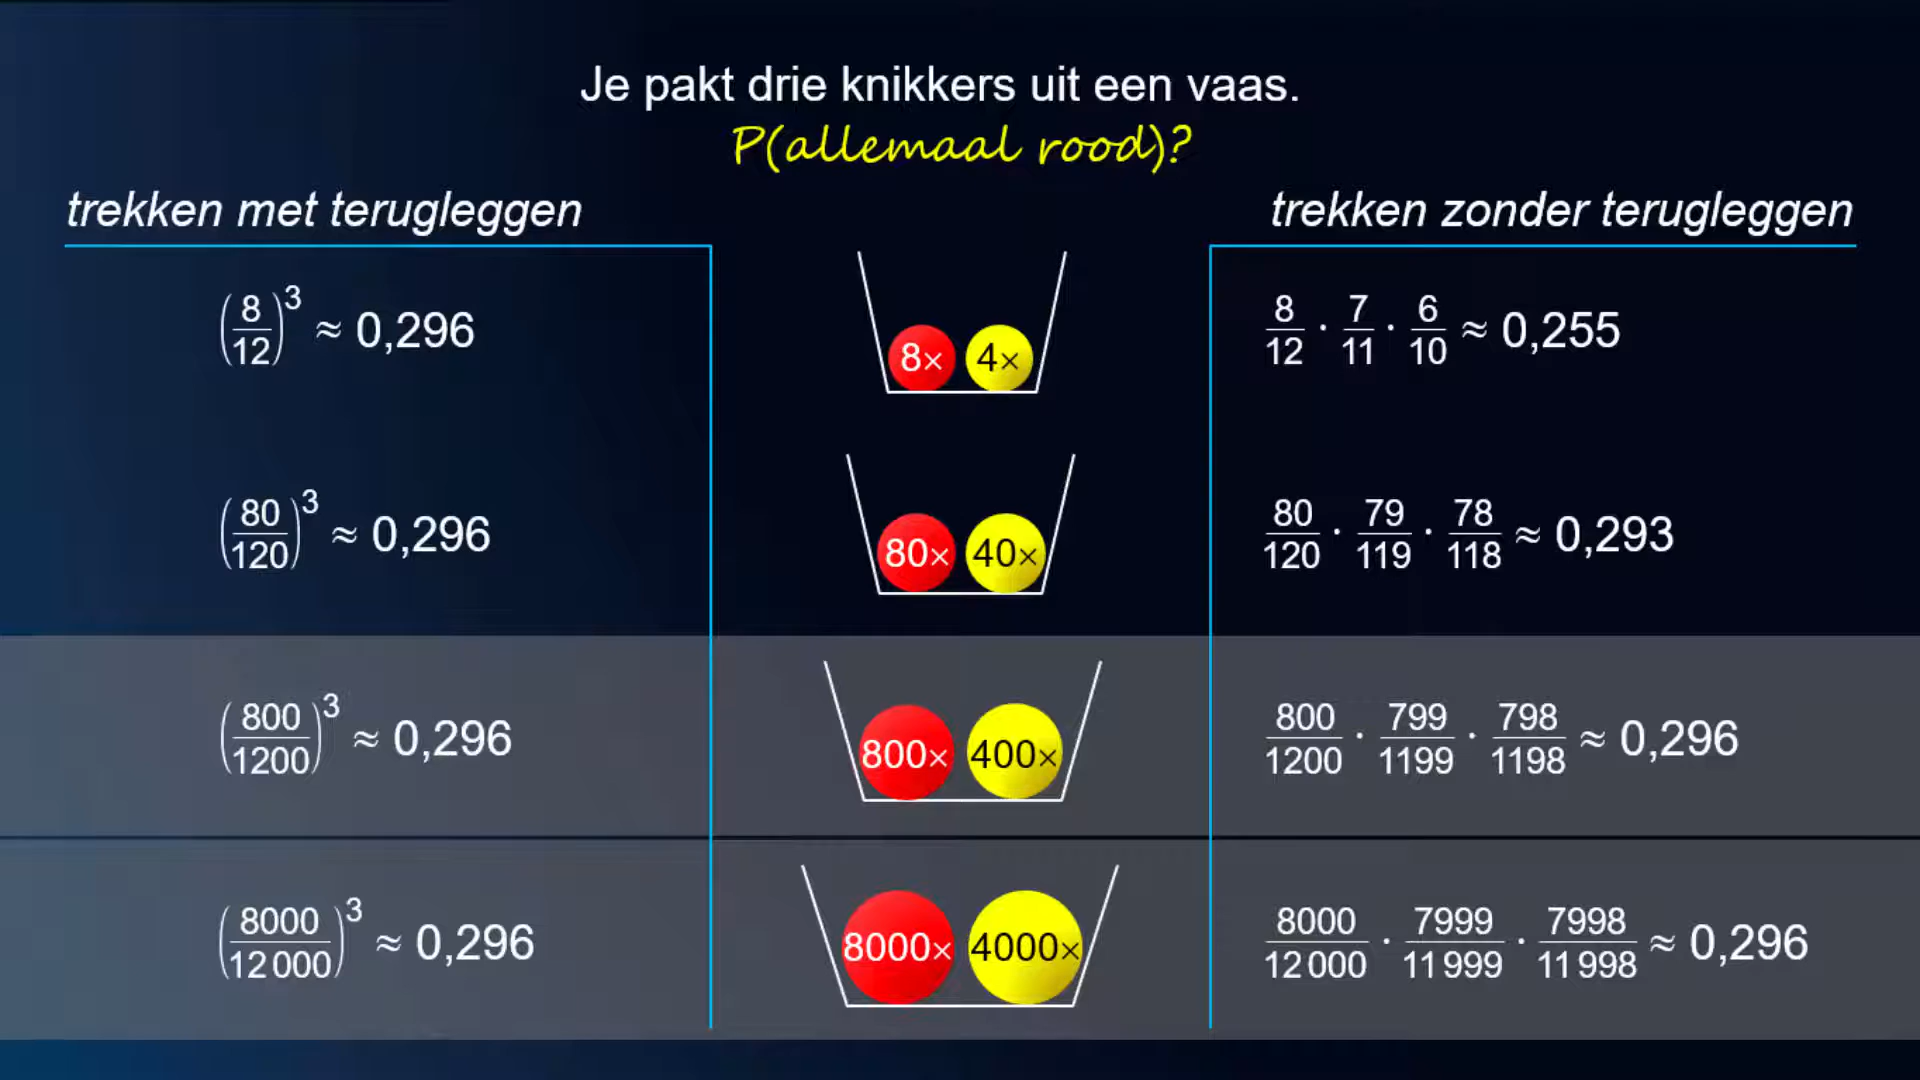 Je pakt drie knikkers uit een vaas.
P(allemaal rood)?
trekken met terugleggen
trekken zonder terugleggen
(8/12)³ ≈ 0,296
8× 4×
8/12 · 7/11 · 6/10 ≈ 0,255
(80/120)³ ≈ 0,296
80× 40×
80/120 · 79/119 · 78/118 ≈ 0,293
(800/1200)³ ≈ 0,296
800× 400×
800/1200 · 799/1199 · 798/1198 ≈ 0,296
(8000/12 000)³ ≈ 0,296
8000× 4000×
8000/12 000 · 7999/11 999 · 7998/11 998 ≈ 0,296